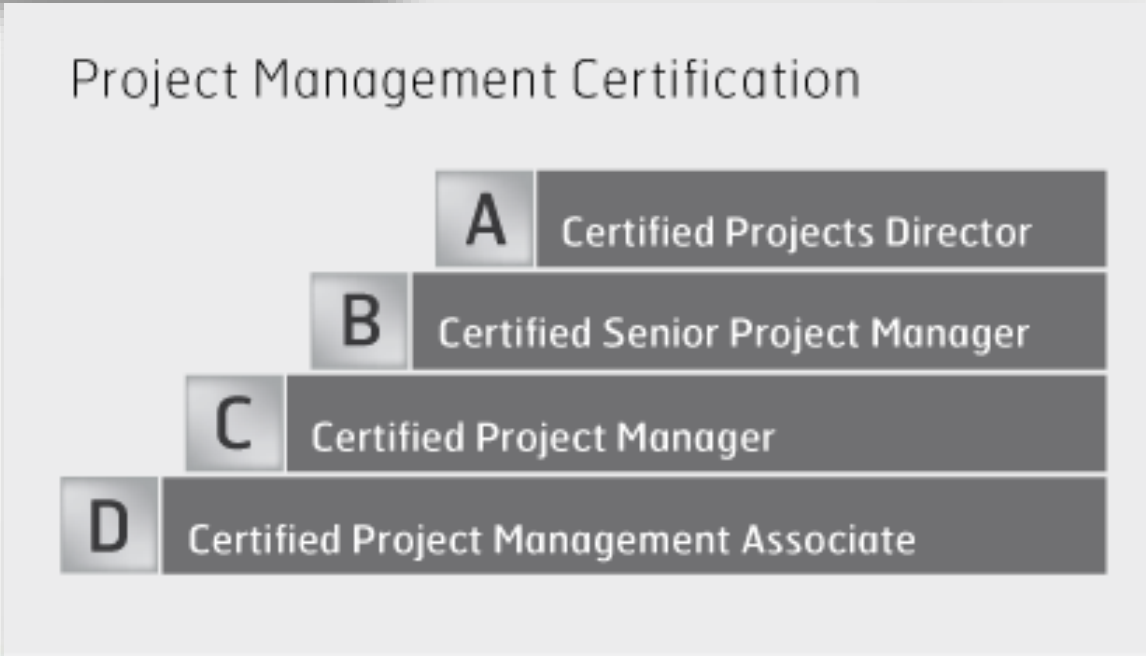 Project Management Certification
A Certified Projects Director
B Certified Senior Project Manager
C Certified Project Manager
D Certified Project Management Associate